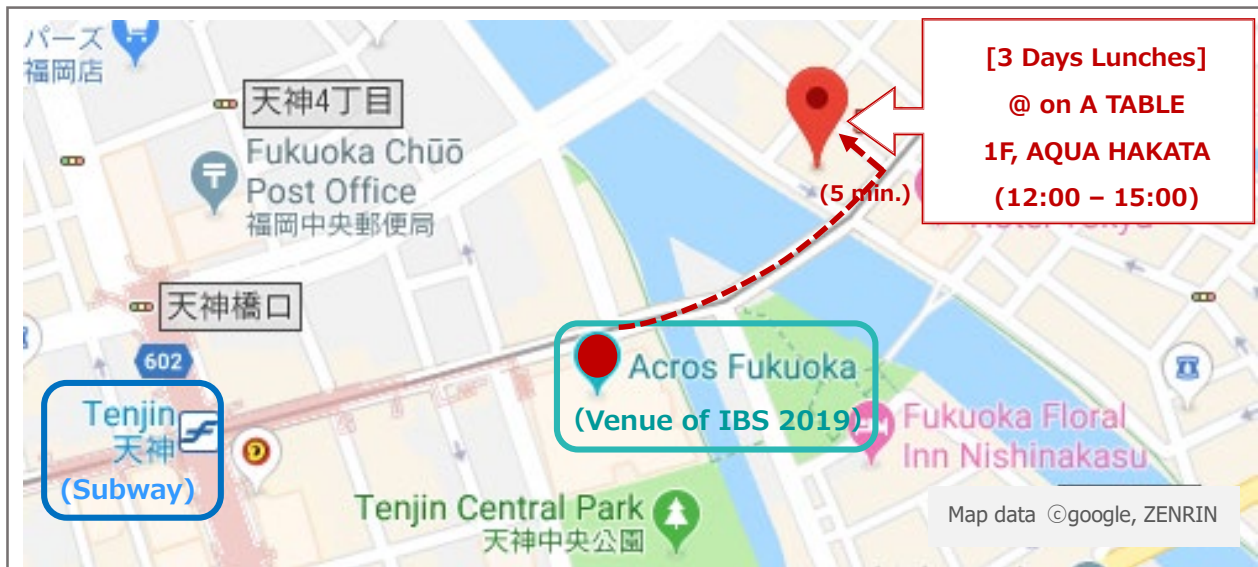 パーズ
福岡店
天神4丁目
Fukuoka Chūō
Post Office
福岡中央郵便局
天神橋口
602
Tenjin
天神
(Subway)
[3 Days Lunches]
@ on A TABLE
1F, AQUA HAKATA
(12:00 – 15:00)
(5 min.)
Acros Fukuoka
(Venue of IBS 2019)
Fukuoka Floral
Inn Nishinakasu
Tenjin Central Park
天神中央公園
Map data ©google, ZENRIN